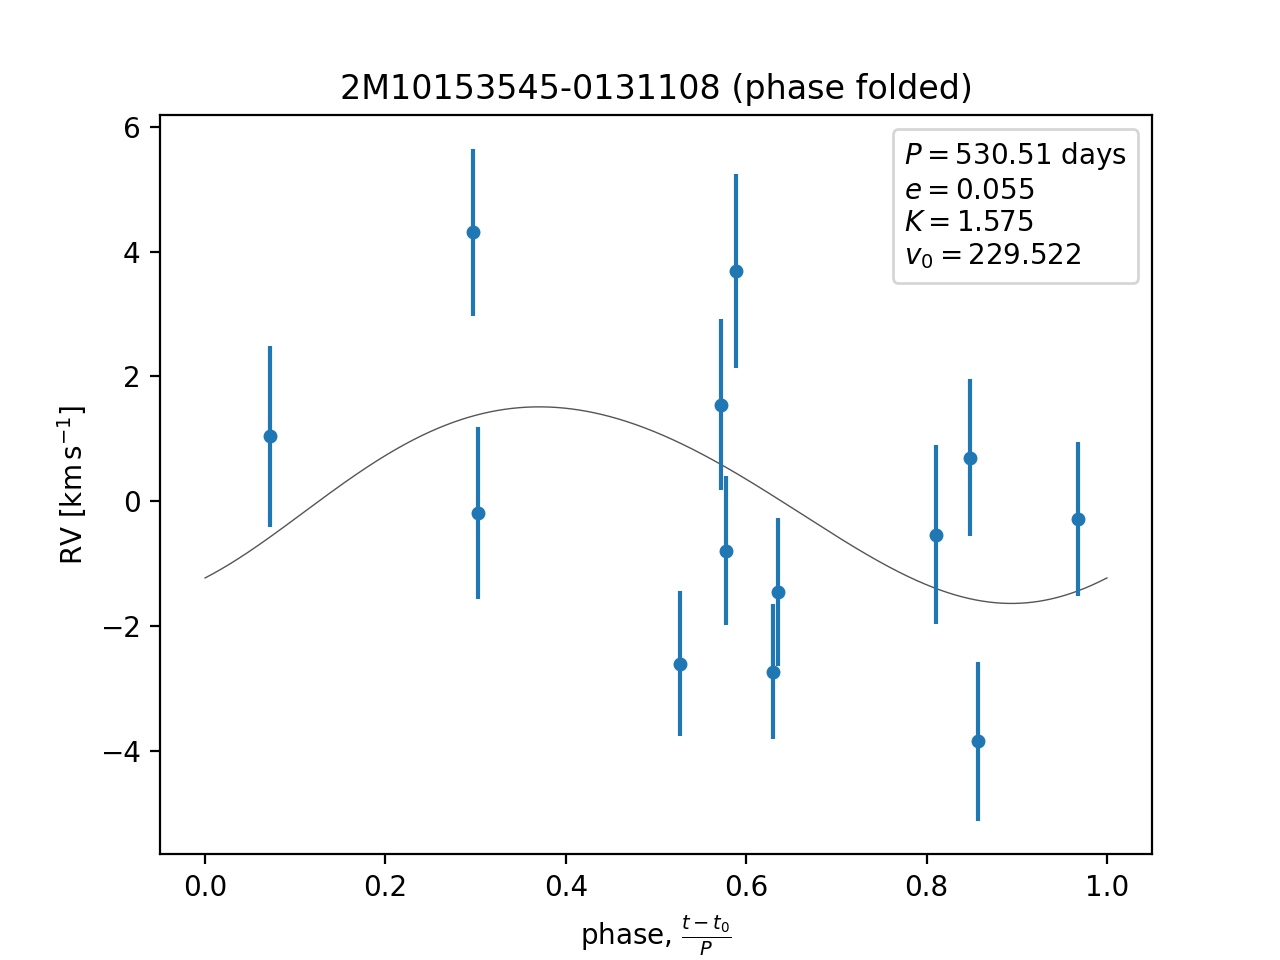 2M10153545-0131108 (phase folded)
P = 530.51 days
e = 0.055
K = 1.575
v₀ = 229.522
6
4
2
0
−2
−4
RV [km s⁻¹]
0.0 0.2 0.4 0.6 0.8 1.0
phase, (t − t₀)/P